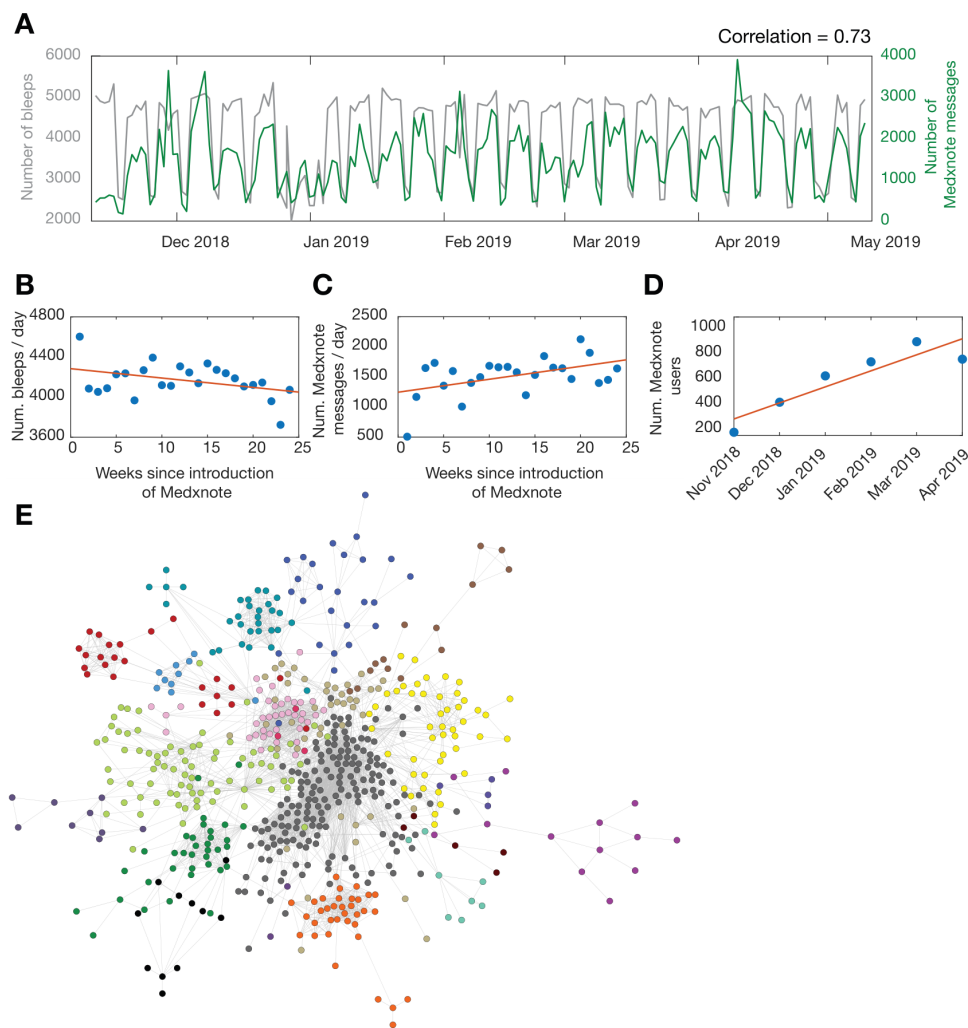 A
Correlation = 0.73
6000
5000
4000
3000
2000
Number of bleeps
4000
3000
2000
1000
0
Number of
Medxnote messages
Dec 2018
Jan 2019
Feb 2019
Mar 2019
Apr 2019
May 2019
B
4800
4400
4000
3600
Num. bleeps / day
0
5
10
15
20
25
Weeks since introduction
of Medxnote
C
2500
2000
1500
1000
500
Num. Medxnote
messages / day
0
5
10
15
20
25
Weeks since introduction
of Medxnote
D
1000
800
600
400
200
Num. Medxnote
users
Nov 2018
Dec 2018
Jan 2019
Feb 2019
Mar 2019
Apr 2019
E